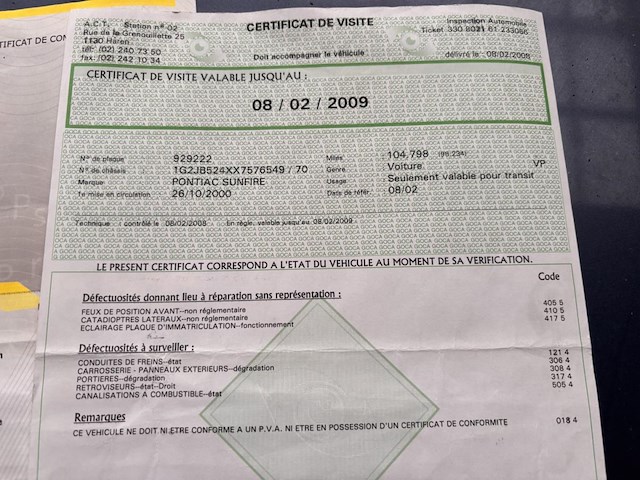 TIFICAT DE CON
A.C.T. Station n° 02
Rue de la Grenouillette 25
1130 Haren
tél: (02) 240 73 50
fax: (02) 242 10 34
CERTIFICAT DE VISITE
Doit accompagner le véhicule
Inspection Automobile
Ticket 330 8021 61 233086
délivré le : 08/02/2008
CERTIFICAT DE VISITE VALABLE JUSQU'AU :
08 / 02 / 2009
N° de plaque 929222
N° de châssis 1G2JB524XX7576549 / 70
Marque PONTIAC SUNFIRE
1e mise en circulation 26/10/2000
Miles 104,798
Genre Voiture VP
Usage Seulement valable pour transit
Date de référ. 08/02
Technique : contrôlé le 08/02/2008 En règle, valable jusqu'au 08/02/2009
LE PRESENT CERTIFICAT CORRESPOND A L'ETAT DU VEHICULE AU MOMENT DE SA VERIFICATION.
Code
Défectuosités donnant lieu à réparation sans représentation :
FEUX DE POSITION AVANT--non réglementaire 405 5
CATADIOPTRES LATERAUX--non réglementaire 410 5
ECLAIRAGE PLAQUE D'IMMATRICULATION--fonctionnement 417 5
Défectuosités à surveiller :
CONDUITES DE FREINS--état 121 4
CARROSSERIE - PANNEAUX EXTERIEURS--dégradation 306 4
PORTIERES--dégradation 308 4
RETROVISEURS--état--Droit 317 4
CANALISATIONS A COMBUSTIBLE--état 505 4
Remarques
CE VEHICULE NE DOIT NI ETRE CONFORME A UN P.V.A. NI ETRE EN POSSESSION D'UN CERTIFICAT DE CONFORMITE 018 4